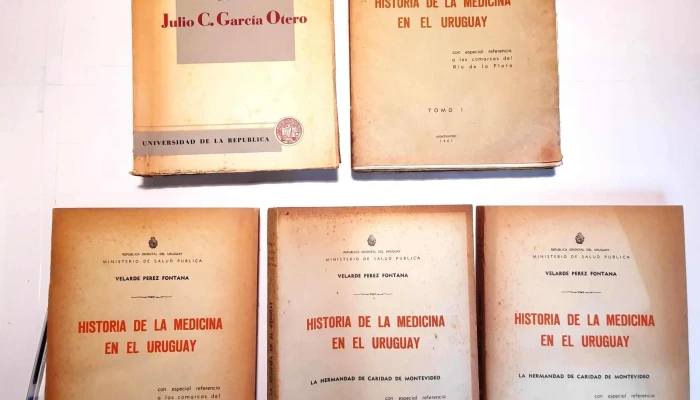 Julio C. García Otero
UNIVERSIDAD DE LA REPUBLICA
HISTORIA DE LA MEDICINA
EN EL URUGUAY
con especial referencia
a las comarcas del
Río de la Plata
TOMO I
MONTEVIDEO
REPUBLICA ORIENTAL DEL URUGUAY
MINISTERIO DE SALUD PUBLICA
VELARDE PEREZ FONTANA
HISTORIA DE LA MEDICINA
EN EL URUGUAY
con especial referencia
a las comarcas del
REPUBLICA ORIENTAL DEL URUGUAY
MINISTERIO DE SALUD PUBLICA
VELARDE PEREZ FONTANA
HISTORIA DE LA MEDICINA
EN EL URUGUAY
LA HERMANDAD DE CARIDAD DE MONTEVIDEO
con especial referencia
REPUBLICA ORIENTAL DEL URUGUAY
MINISTERIO DE SALUD PUBLICA
VELARDE PEREZ FONTANA
HISTORIA DE LA MEDICINA
EN EL URUGUAY
LA HERMANDAD DE CARIDAD DE MONTEVIDEO
con especial referencia